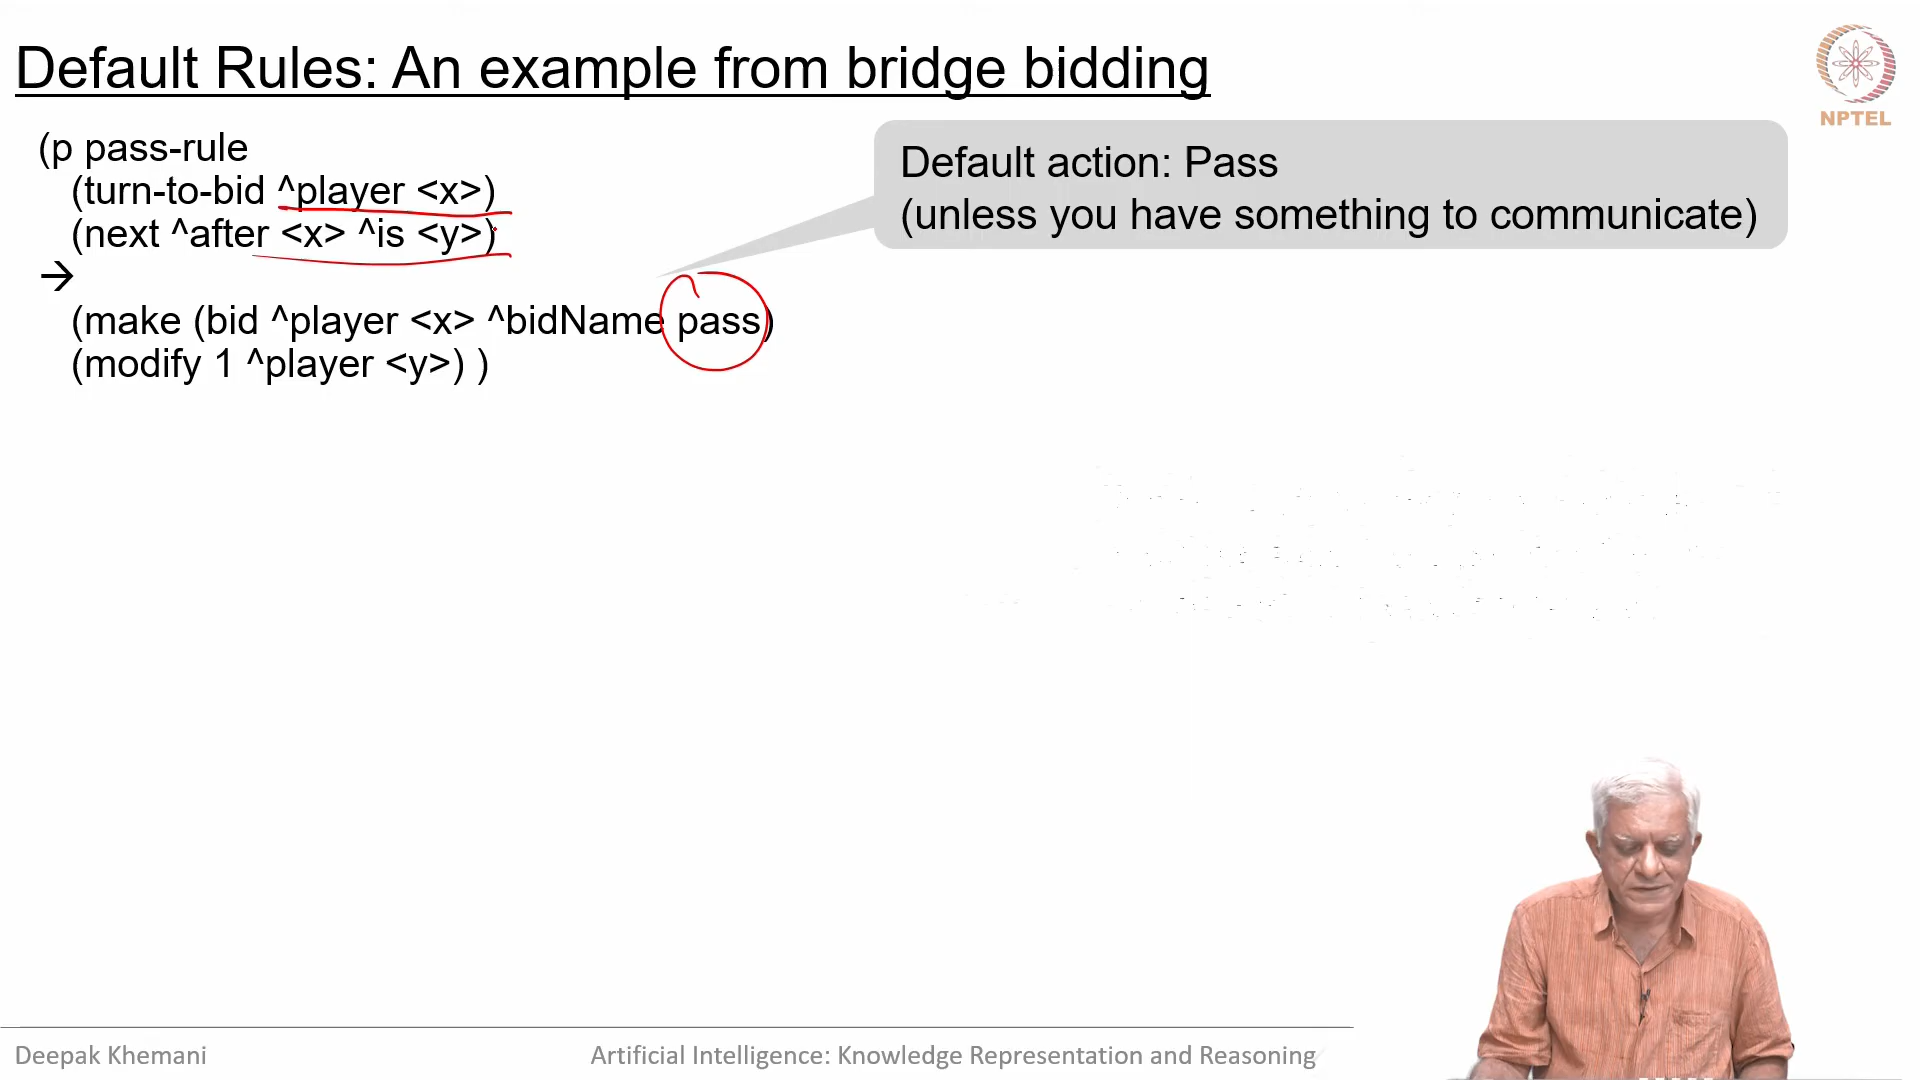 Default Rules: An example from bridge bidding
NPTEL
(p pass-rule
(turn-to-bid ^player <x>)
(next ^after <x> ^is <y>)
→
(make (bid ^player <x> ^bidName pass)
(modify 1 ^player <y>) )
Default action: Pass
(unless you have something to communicate)
Deepak Khemani
Artificial Intelligence: Knowledge Representation and Reasoning